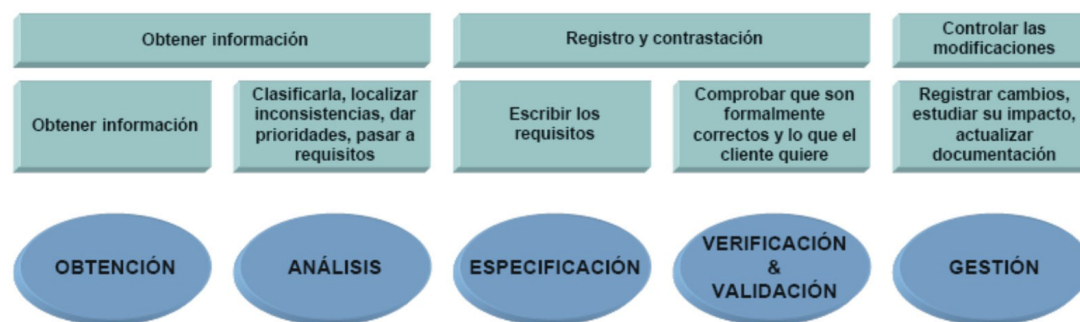 Obtener información
Registro y contrastación
Controlar las
modificaciones
Obtener información
Clasificarla, localizar
inconsistencias, dar
prioridades, pasar a
requisitos
Escribir los
requisitos
Comprobar que son
formalmente
correctos y lo que el
cliente quiere
Registrar cambios,
estudiar su impacto,
actualizar
documentación
OBTENCIÓN
ANÁLISIS
ESPECIFICACIÓN
VERIFICACIÓN
&
VALIDACIÓN
GESTIÓN